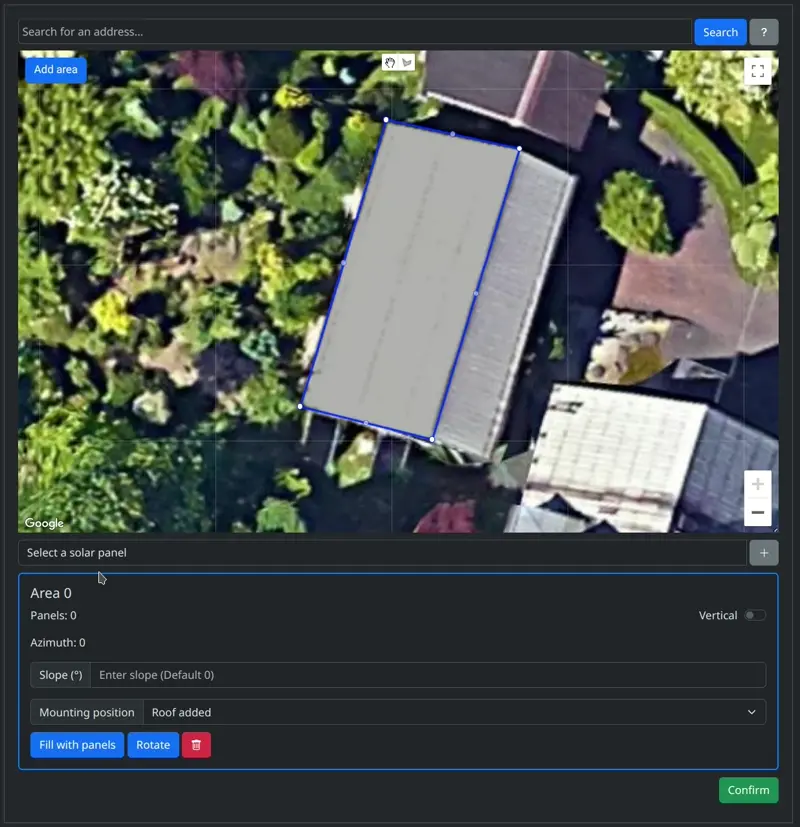 Search for an address...
Search
?
Add area
Google
Select a solar panel
+
Area 0
Panels: 0
Vertical
Azimuth: 0
Slope (°)
Enter slope (Default 0)
Mounting position
Roof added
Fill with panels
Rotate
Confirm